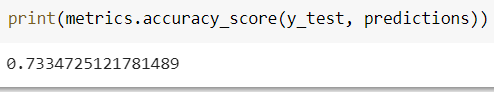 print(metrics.accuracy_score(y_test, predictions))
0.7334725121781489